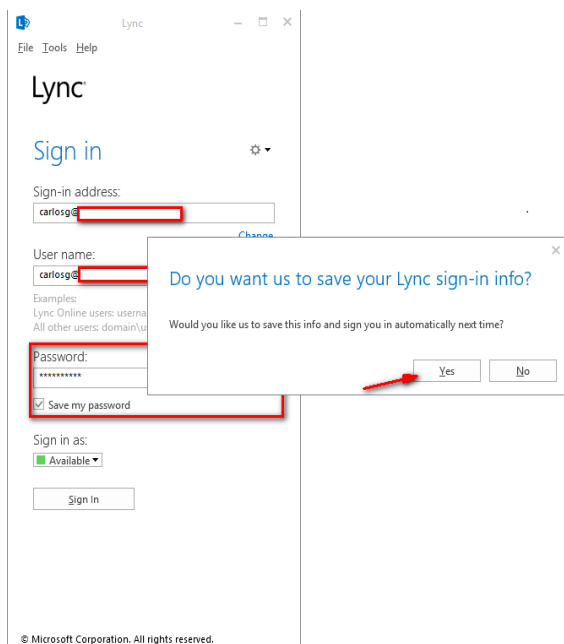 Lync
File Tools Help
Lync
Sign in
Sign-in address:
carlosg@
Change
User name:
carlosg@
Examples:
Lync Online users:
All other users:
Password:
**********
Save my password
Sign in as:
Available
Sign In
© Microsoft Corporation. All rights reserved.
Do you want us to save your Lync sign-in info?
Would you like us to save this info and sign you in automatically next time?
Yes No